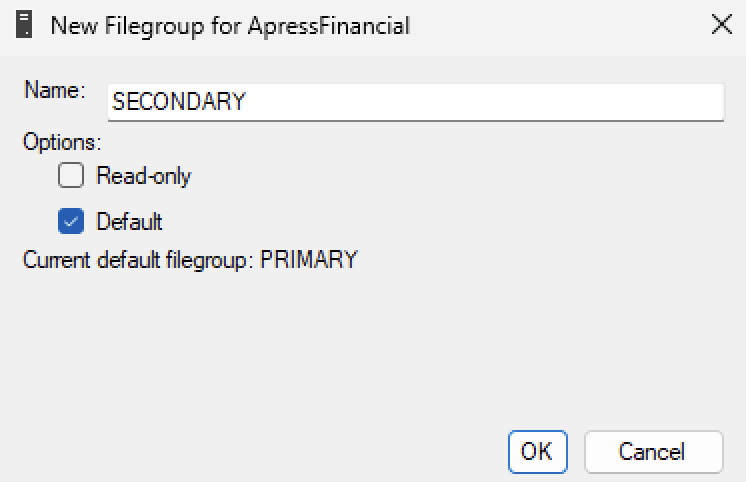 New Filegroup for ApressFinancial
Name: SECONDARY
Options:
Read-only
Default
Current default filegroup: PRIMARY
OK Cancel